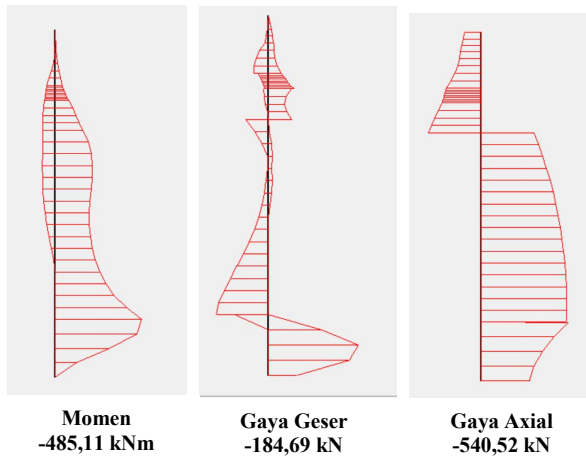 Momen
-485,11 kNm
Gaya Geser
-184,69 kN
Gaya Axial
-540,52 kN